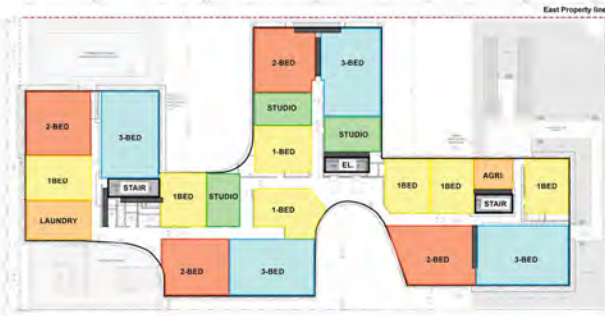 East Property line
2-BED
3-BED
STUDIO
STUDIO
1-BED
EL.
2-BED
3-BED
1BED
STAIR
LAUNDRY
1BED
STUDIO
1-BED
1BED
1BED
AGRI.
STAIR
1BED
2-BED
3-BED
2-BED
3-BED